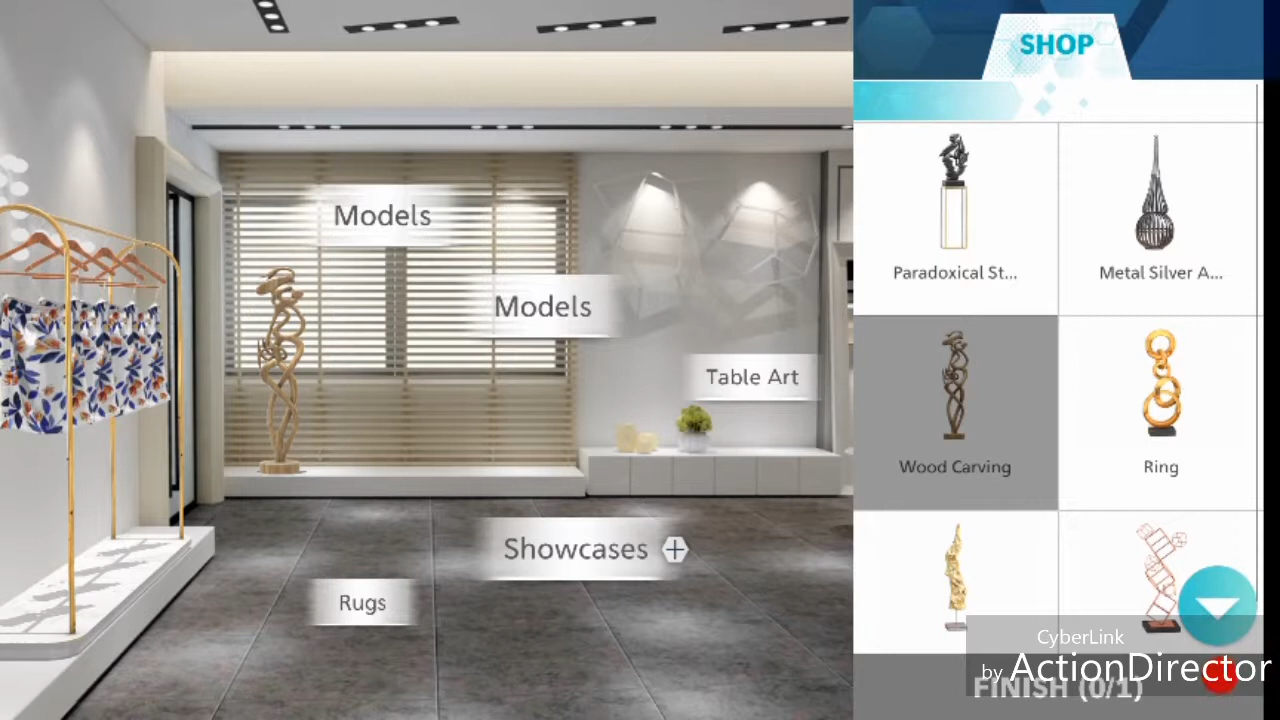 SHOP
Models
Models
Table Art
Showcases
Rugs
Paradoxical St...
Metal Silver A...
Wood Carving
Ring
CyberLink
by ActionDirector
FINISH (0/1)